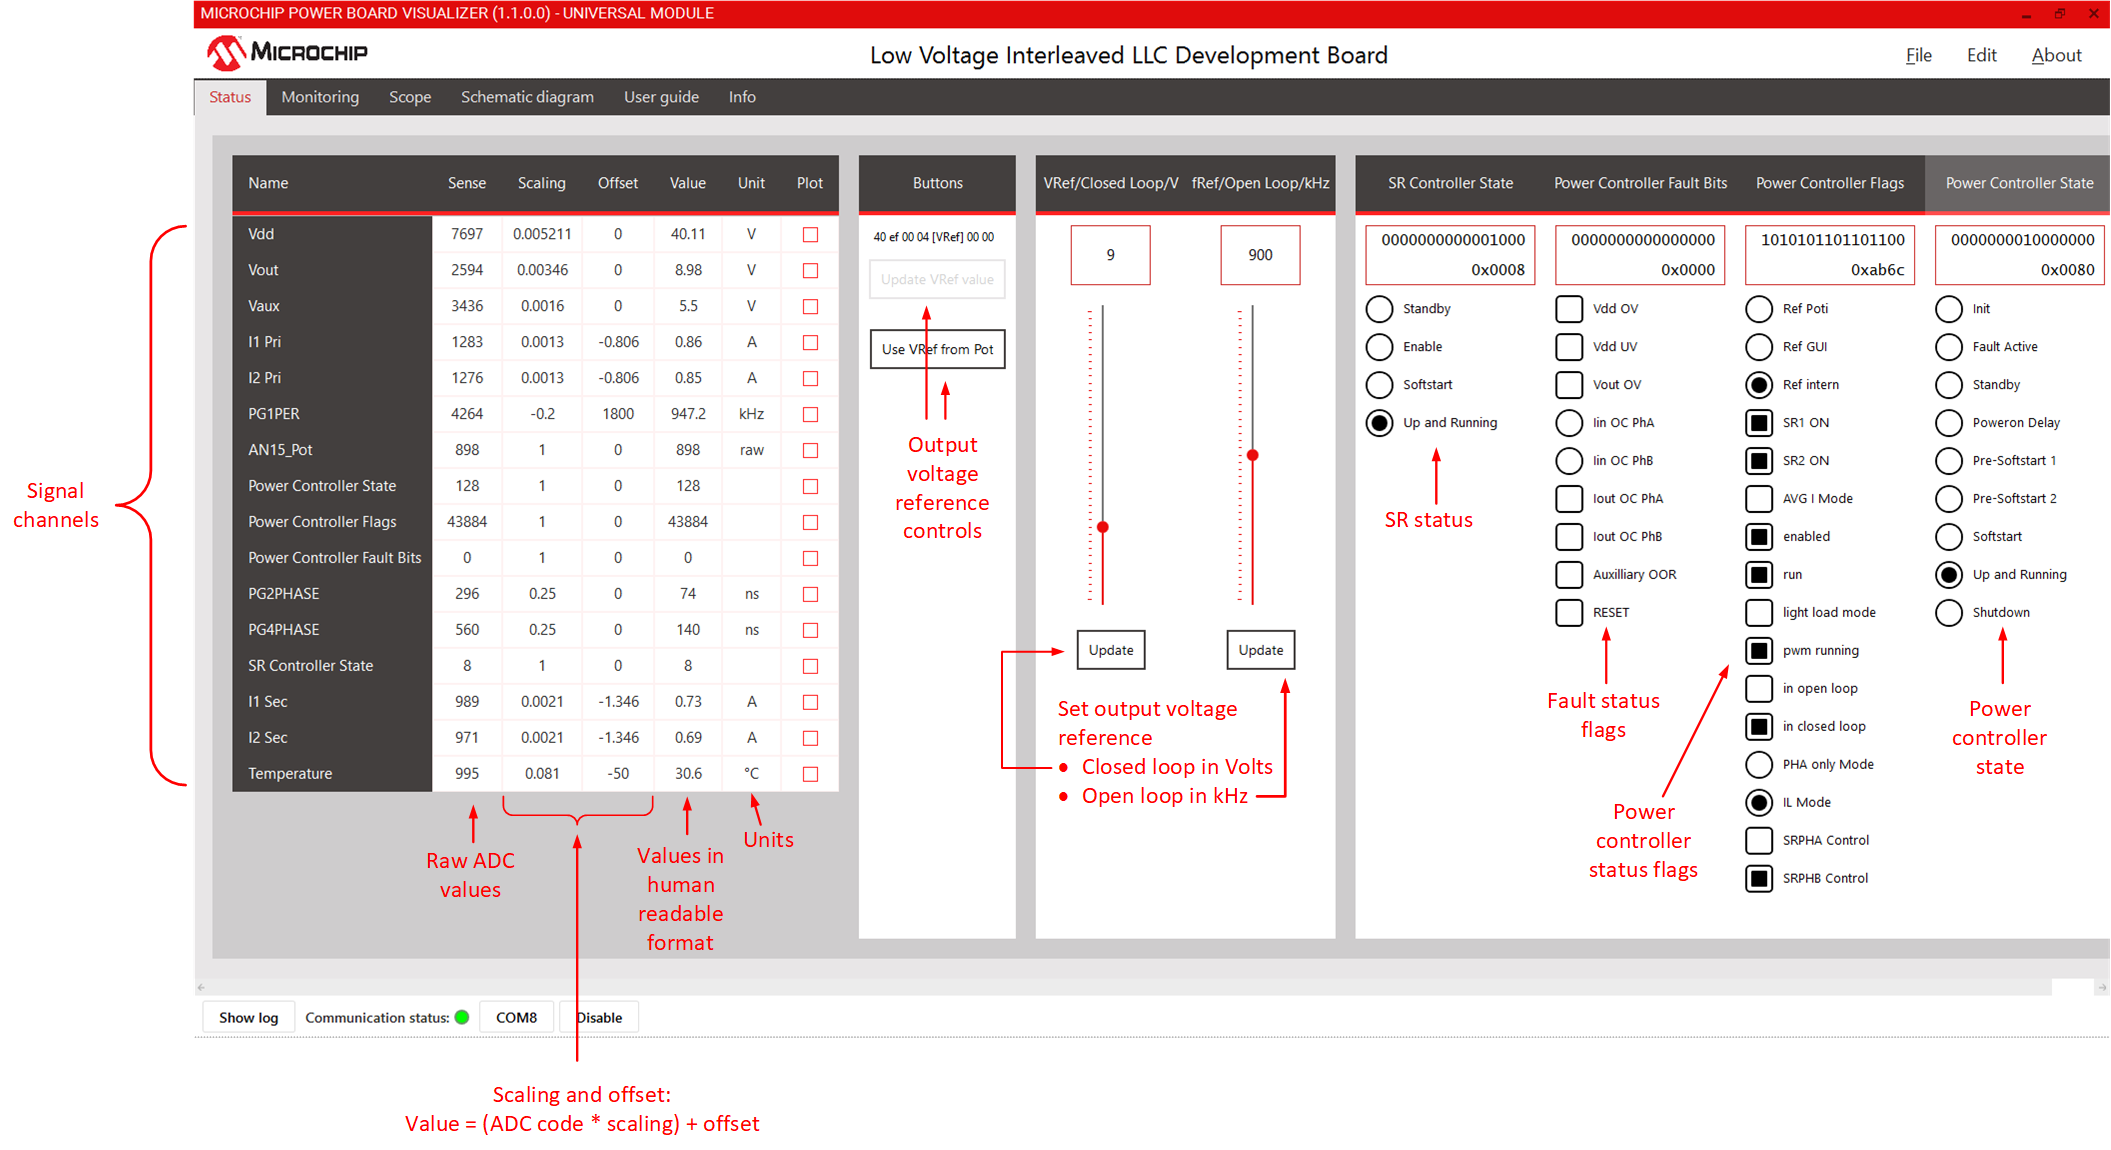 MICROCHIP POWER BOARD VISUALIZER (1.1.0.0) - UNIVERSAL MODULE
MICROCHIP
Low Voltage Interleaved LLC Development Board
File Edit About
Status Monitoring Scope Schematic diagram User guide Info
Name Sense Scaling Offset Value Unit Plot
Vdd 7697 0.005211 0 40.11 V
Vout 2594 0.00346 0 8.98 V
Vaux 3436 0.0016 0 5.5 V
I1 Pri 1283 0.0013 -0.806 0.86 A
I2 Pri 1276 0.0013 -0.806 0.85 A
PG1PER 4264 -0.2 1800 947.2 kHz
AN15_Pot 898 1 0 898 raw
Power Controller State 128 1 0 128
Power Controller Flags 43884 1 0 43884
Power Controller Fault Bits 0 1 0 0
PG2PHASE 296 0.25 0 74 ns
PG4PHASE 560 0.25 0 140 ns
SR Controller State 8 1 0 8
I1 Sec 989 0.0021 -1.346 0.73 A
I2 Sec 971 0.0021 -1.346 0.69 A
Temperature 995 0.081 -50 30.6 °C
Signal
channels
Raw ADC
values
Values in
human
readable
format
Units
Scaling and offset:
Value = (ADC code * scaling) + offset
Buttons
40 ef 00 04 [VRef] 00 00
Update VRef value
Use VRef from Pot
Output
voltage
reference
controls
VRef/Closed Loop/V fRef/Open Loop/kHz
9 900
Update Update
Set output voltage
reference
● Closed loop in Volts
● Open loop in kHz
SR Controller State
0000000000001000
0x0008
Standby
Enable
Softstart
Up and Running
SR status
Power Controller Fault Bits
0000000000000000
0x0000
Vdd OV
Vdd UV
Vout OV
Iin OC PhA
Iin OC PhB
Iout OC PhA
Iout OC PhB
Auxilliary OOR
RESET
Fault status
flags
Power Controller Flags
1010101101101100
0xab6c
Ref Poti
Ref GUI
Ref intern
SR1 ON
SR2 ON
AVG I Mode
enabled
run
light load mode
pwm running
in open loop
in closed loop
PHA only Mode
IL Mode
SRPHA Control
SRPHB Control
Power
controller
status flags
Power Controller State
0000000010000000
0x0080
Init
Fault Active
Standby
Poweron Delay
Pre-Softstart 1
Pre-Softstart 2
Softstart
Up and Running
Shutdown
Power
controller
state
Show log Communication status: COM8 Disable